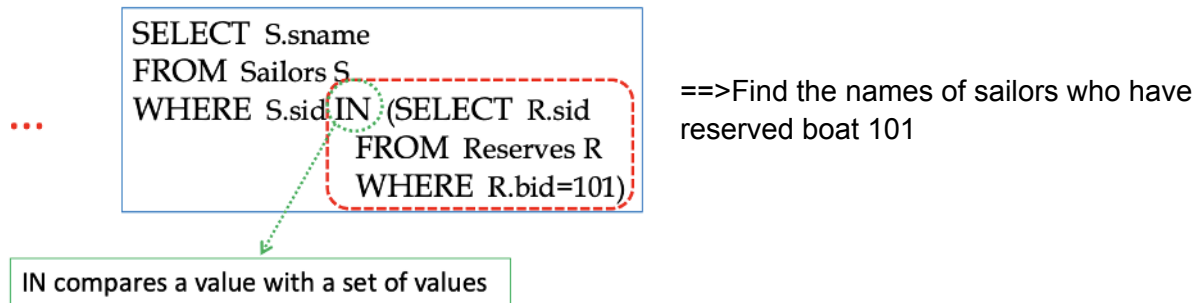 ...
SELECT S.sname
FROM Sailors S
WHERE S.sid IN (SELECT R.sid
FROM Reserves R
WHERE R.bid=101)
==>Find the names of sailors who have
reserved boat 101
IN compares a value with a set of values